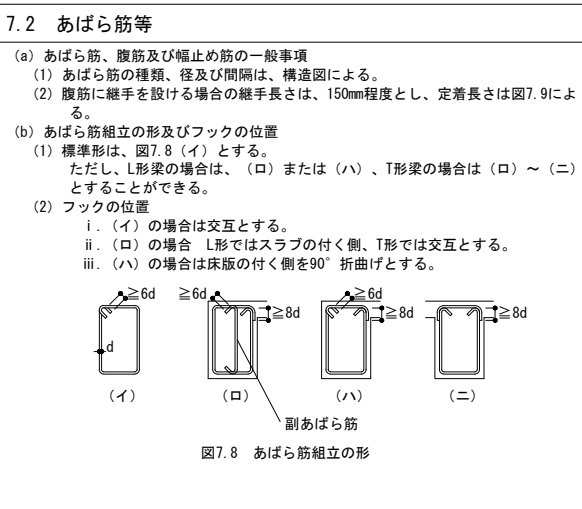 7.2　あばら筋等
(a) あばら筋、腹筋及び幅止め筋の一般事項
(1) あばら筋の種類、径及び間隔は、構造図による。
(2) 腹筋に継手を設ける場合の継手長さは、150mm程度とし、定着長さは図7.9によ
る。
(b) あばら筋組立の形及びフックの位置
(1) 標準形は、図7.8（イ）とする。
ただし、L形梁の場合は、（ロ）または（ハ）、T形梁の場合は（ロ）～（ニ）
とすることができる。
(2) フックの位置
ⅰ.（イ）の場合は交互とする。
ⅱ.（ロ）の場合　L形ではスラブの付く側、T形では交互とする。
ⅲ.（ハ）の場合は床版の付く側を90°折曲げとする。
≧6d　≧6d　≧8d　≧6d　≧8d　≧8d
d
（イ）　（ロ）　（ハ）　（ニ）
副あばら筋
図7.8　あばら筋組立の形